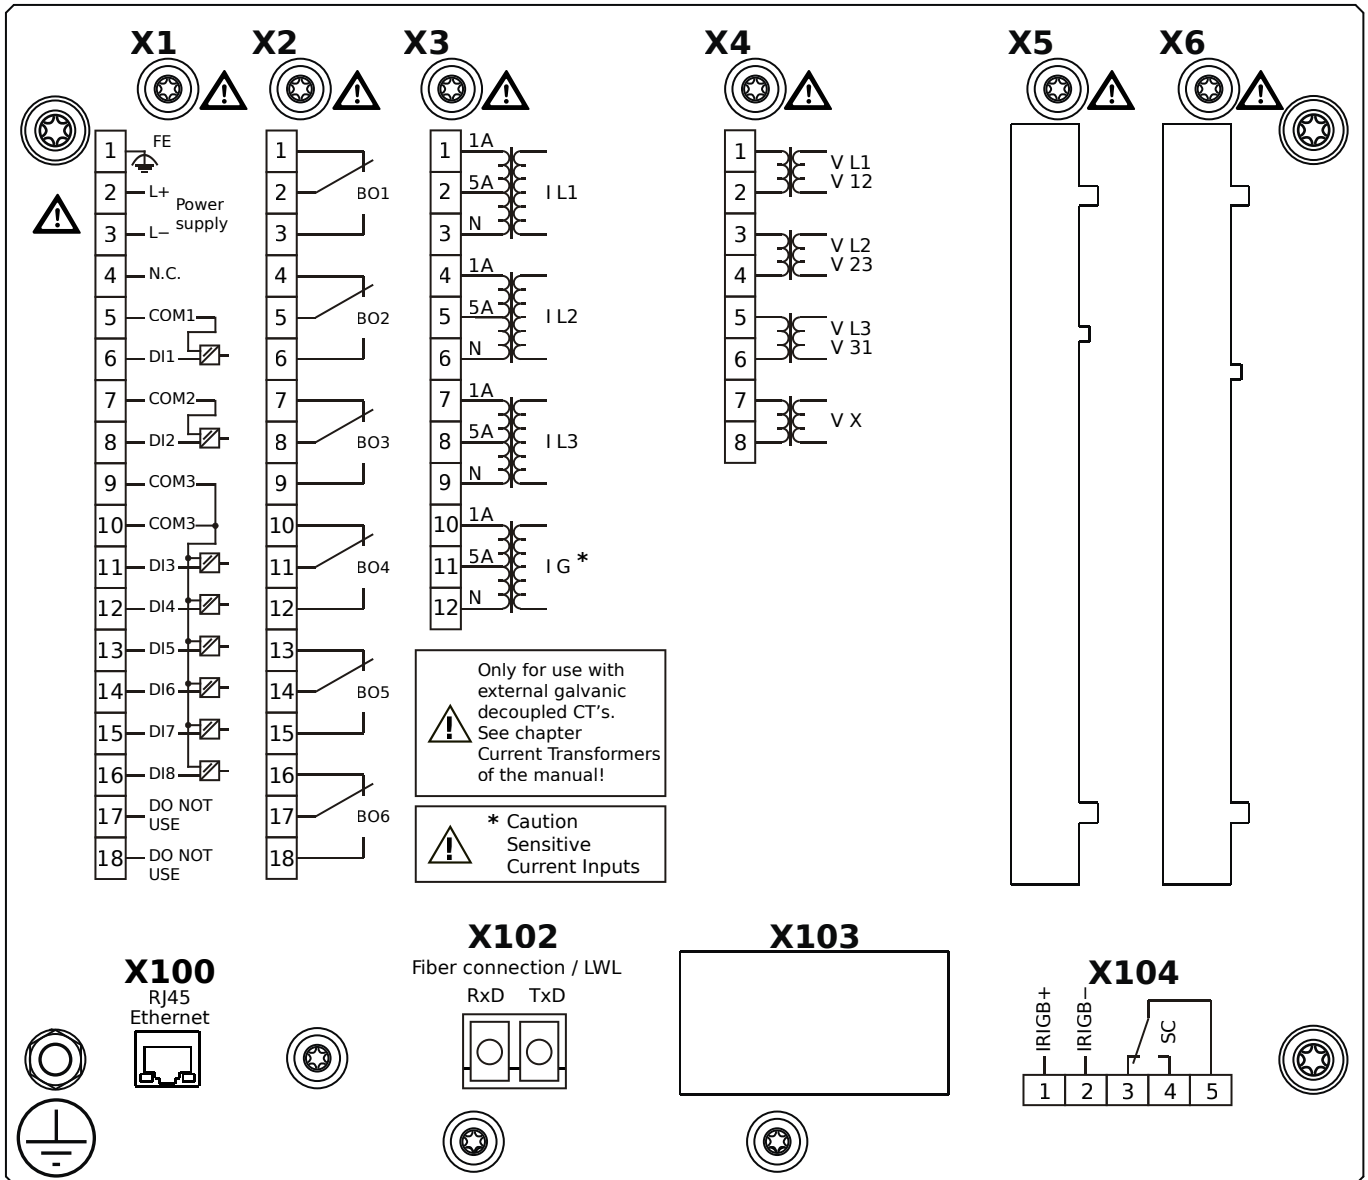 X1 X2 X3 X4 X5 X6
1 FE
2 L+ Power
3 L− supply
4 N.C.
5 COM1
6 DI1
7 COM2
8 DI2
9 COM3
10 COM3
11 DI3
12 DI4
13 DI5
14 DI6
15 DI7
16 DI8
17 DO NOT
USE
18 DO NOT
USE
1
2 BO1
3
4
5 BO2
6
7
8 BO3
9
10
11 BO4
12
13
14 BO5
15
16
17 BO6
18
1 1A
2 5A I L1
3 N
4 1A
5 5A I L2
6 N
7 1A
8 5A I L3
9 N
10 1A
11 5A I G *
12 N
Only for use with
external galvanic
decoupled CT's.
See chapter
Current Transformers
of the manual!
* Caution
Sensitive
Current Inputs
1 V L1
2 V 12
3 V L2
4 V 23
5 V L3
6 V 31
7 V X
8
X100
RJ45
Ethernet
X102
Fiber connection / LWL
RxD TxD
X103
X104
IRIGB+ IRIGB− SC
1 2 3 4 5